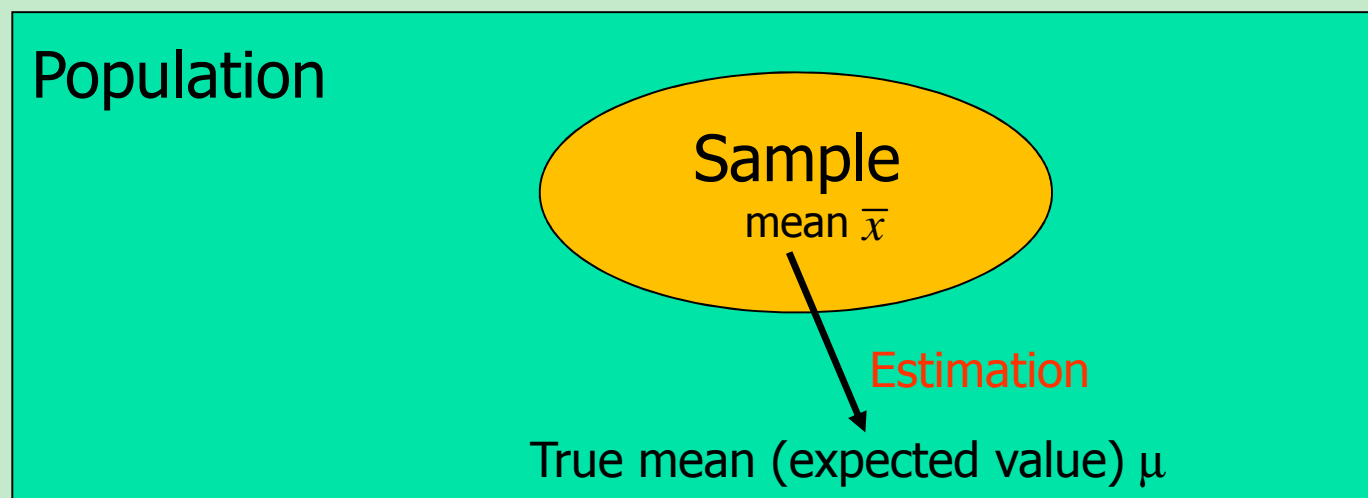 Population
Sample
mean x̅
Estimation
True mean (expected value) μ